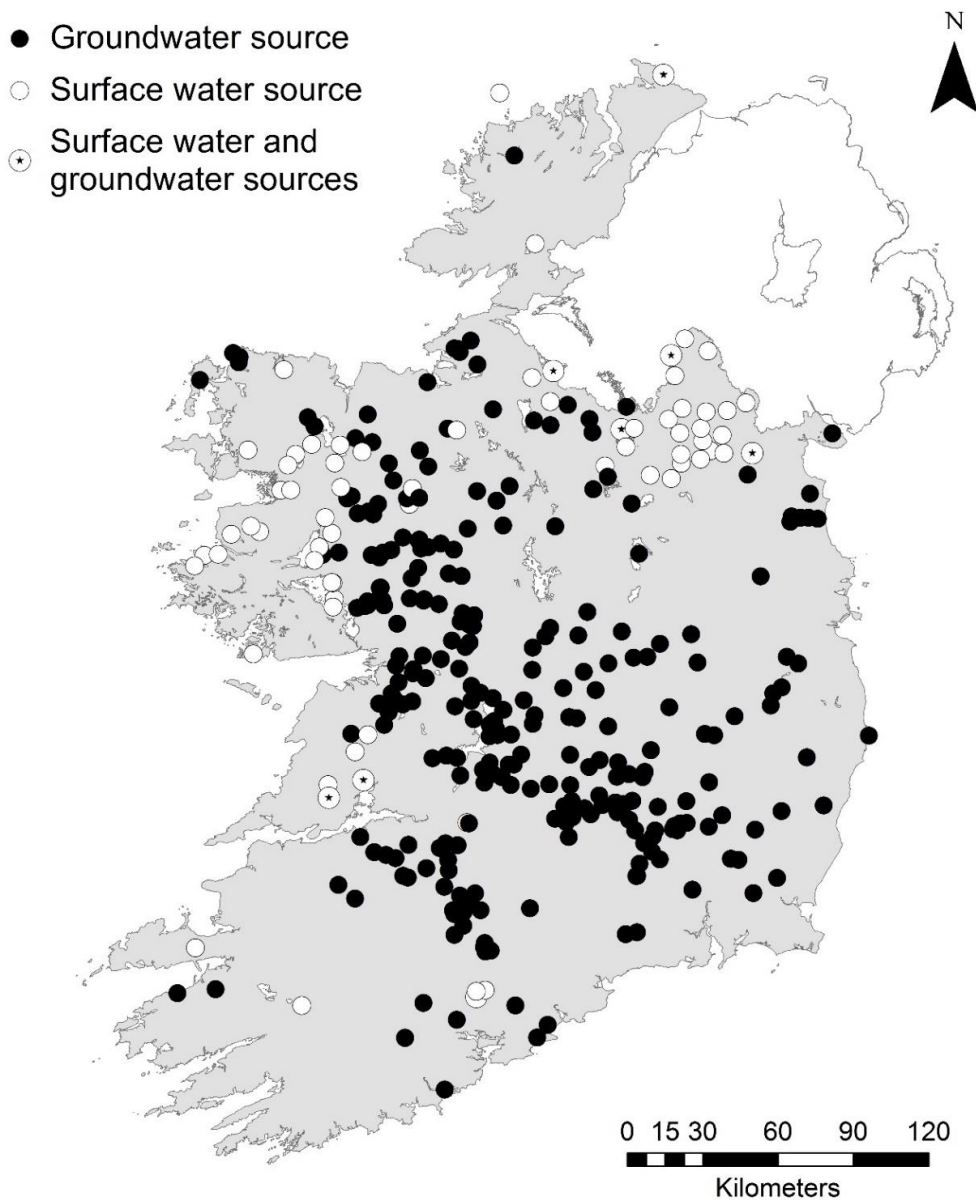 Groundwater source
Surface water source
Surface water and
groundwater sources
N
0 15 30 60 90 120
Kilometers